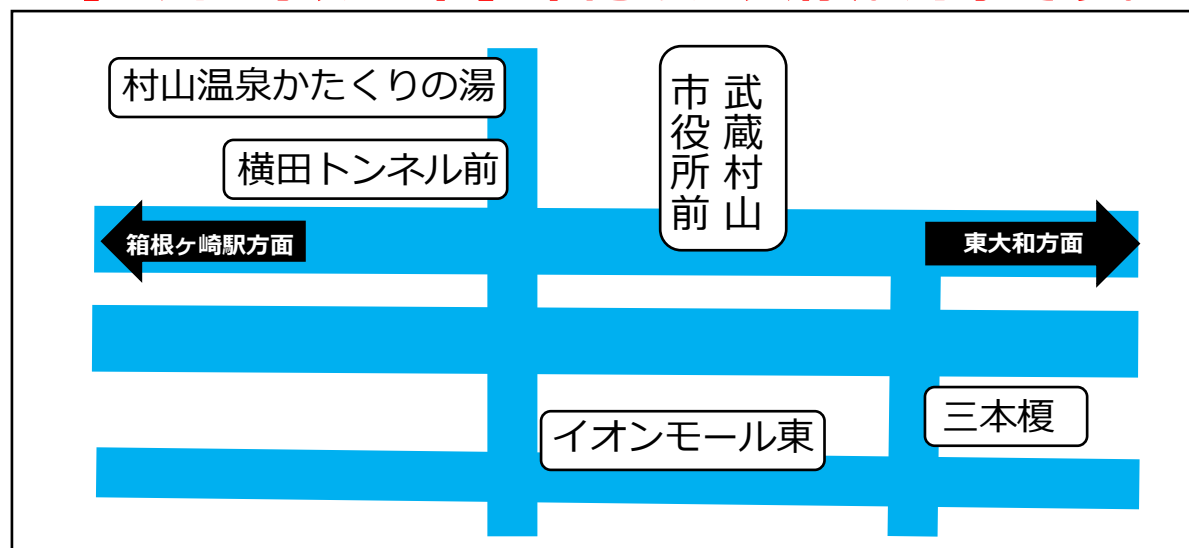 村山温泉かたくりの湯
横田トンネル前
武蔵村山
市役所前
箱根ヶ崎駅方面
東大和方面
三本榎
イオンモール東